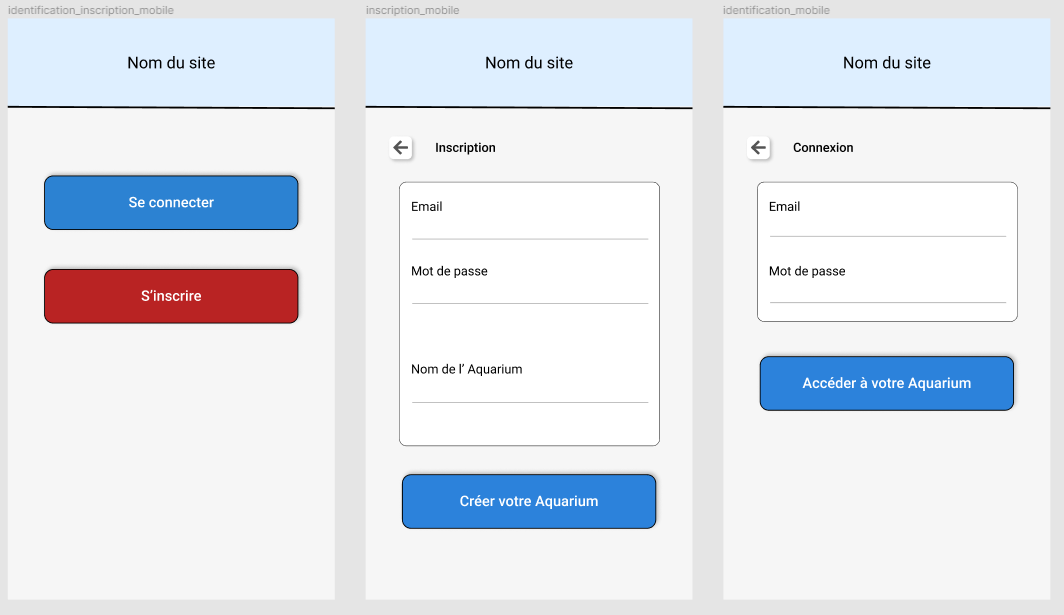 identification_inscription_mobile
Nom du site
Se connecter
S’inscrire
inscription_mobile
Nom du site
Inscription
Email
Mot de passe
Nom de l’ Aquarium
Créer votre Aquarium
identification_mobile
Nom du site
Connexion
Email
Mot de passe
Accéder à votre Aquarium